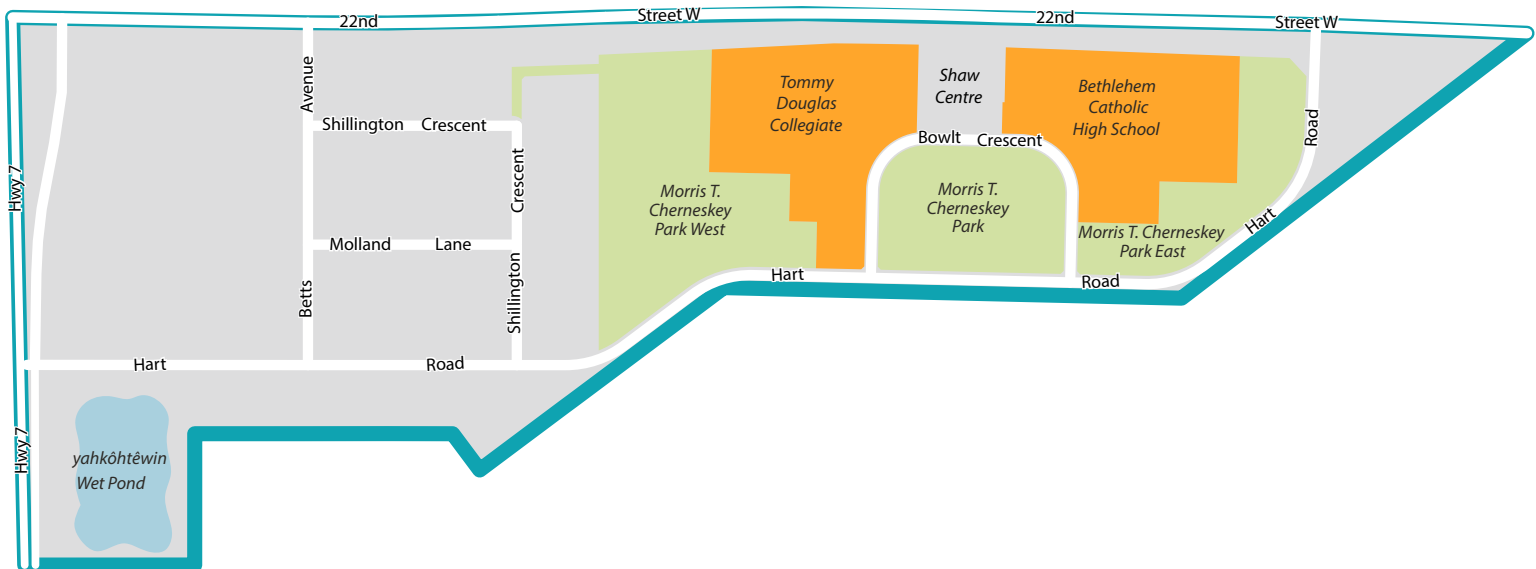 22nd
Street W
22nd
Street W
Avenue
Shillington Crescent
Crescent
Molland Lane
Betts
Shillington
Hwy 7
Hart Road
Hwy 7
yahkôhtêwin
Wet Pond
Morris T.
Cherneskey
Park West
Tommy
Douglas
Collegiate
Shaw
Centre
Bethlehem
Catholic
High School
Bowlt Crescent
Morris T.
Cherneskey
Park
Morris T. Cherneskey
Park East
Road
Hart
Hart
Road